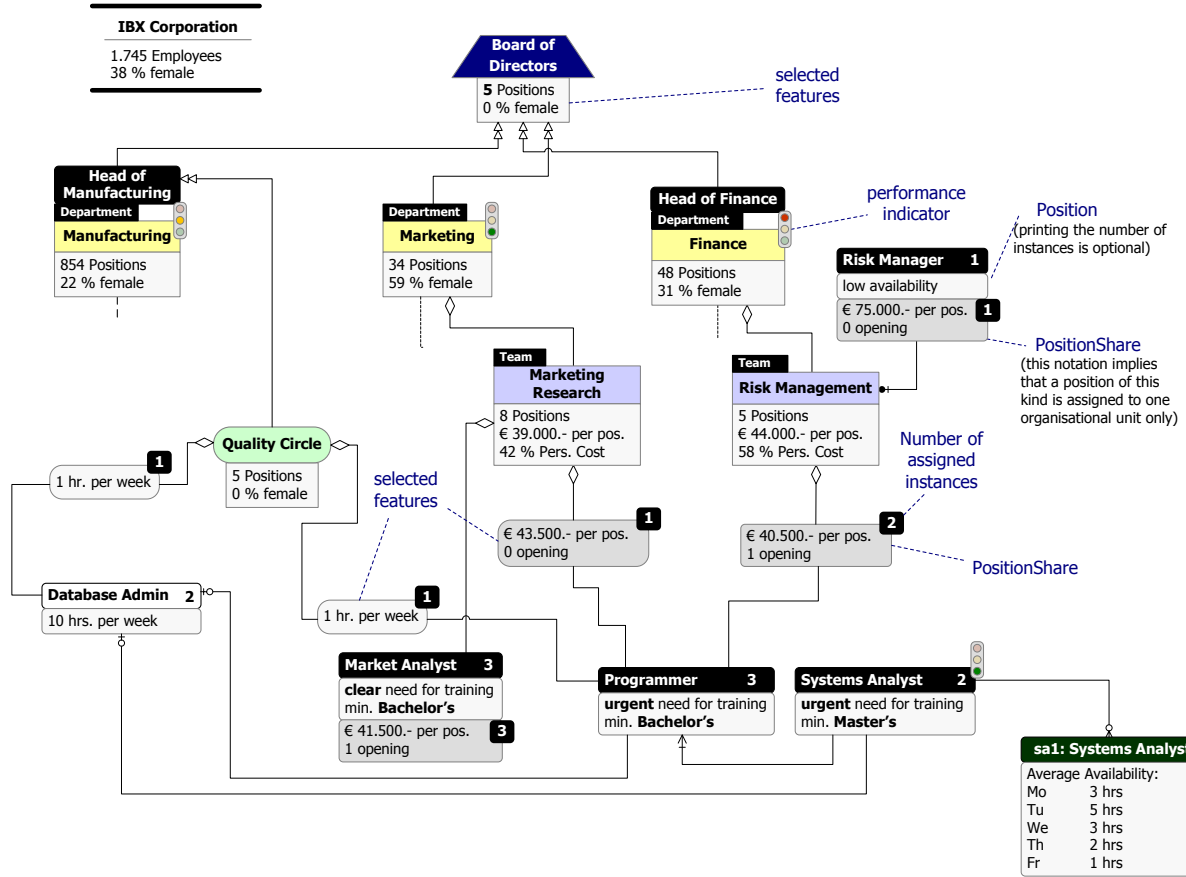 IBX Corporation
1.745 Employees
38 % female
Board of
Directors
5 Positions
0 % female
selected
features
Head of
Manufacturing
Department
Manufacturing
854 Positions
22 % female
Department
Marketing
34 Positions
59 % female
Head of Finance
Department
Finance
48 Positions
31 % female
performance
indicator
Position
(printing the number of
instances is optional)
Risk Manager 1
low availability
€ 75.000.- per pos.
0 opening
1
PositionShare
(this notation implies
that a position of this
kind is assigned to one
organisational unit only)
Team
Marketing
Research
8 Positions
€ 39.000.- per pos.
42 % Pers. Cost
Team
Risk Management
5 Positions
€ 44.000.- per pos.
58 % Pers. Cost
Quality Circle
5 Positions
0 % female
1 hr. per week
1
selected
features
Number of
assigned
instances
€ 43.500.- per pos.
0 opening
1
€ 40.500.- per pos.
1 opening
2
PositionShare
Database Admin 2
10 hrs. per week
1 hr. per week
1
Market Analyst 3
clear need for training
min. Bachelor's
€ 41.500.- per pos.
1 opening
3
Programmer 3
urgent need for training
min. Bachelor's
Systems Analyst 2
urgent need for training
min. Master's
sa1: Systems Analyst
Average Availability:
Mo 3 hrs
Tu 5 hrs
We 3 hrs
Th 2 hrs
Fr 1 hrs